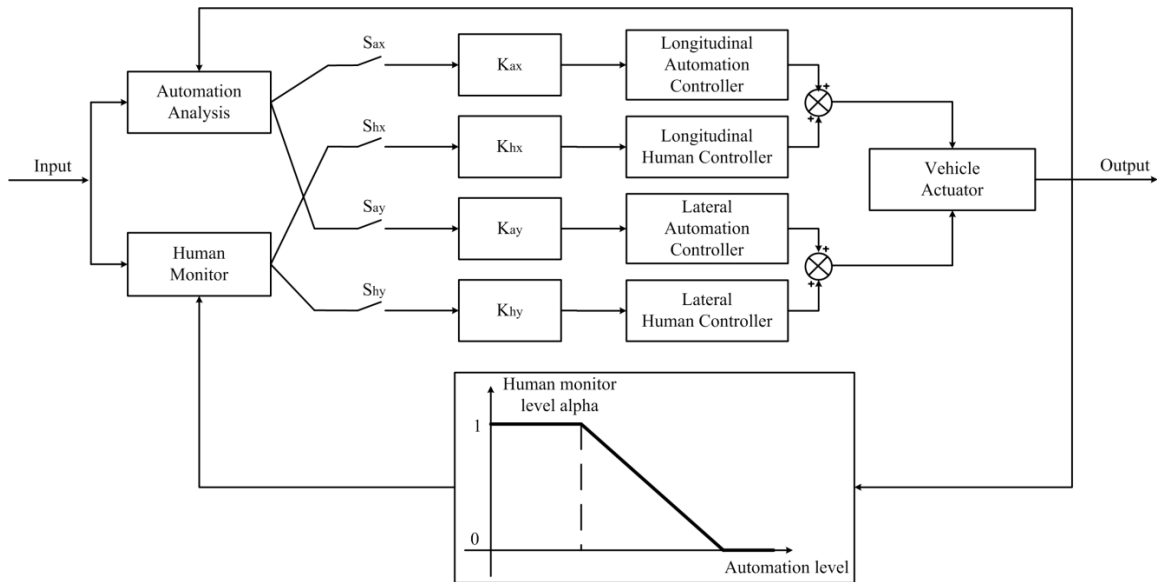 Input
Automation
Analysis
Human
Monitor
Sax
Shx
Say
Shy
Kax
Khx
Kay
Khy
Longitudinal
Automation
Controller
Longitudinal
Human Controller
Lateral
Automation
Controller
Lateral
Human Controller
+
+
+
+
Vehicle
Actuator
Output
Human monitor
level alpha
1
0
Automation level